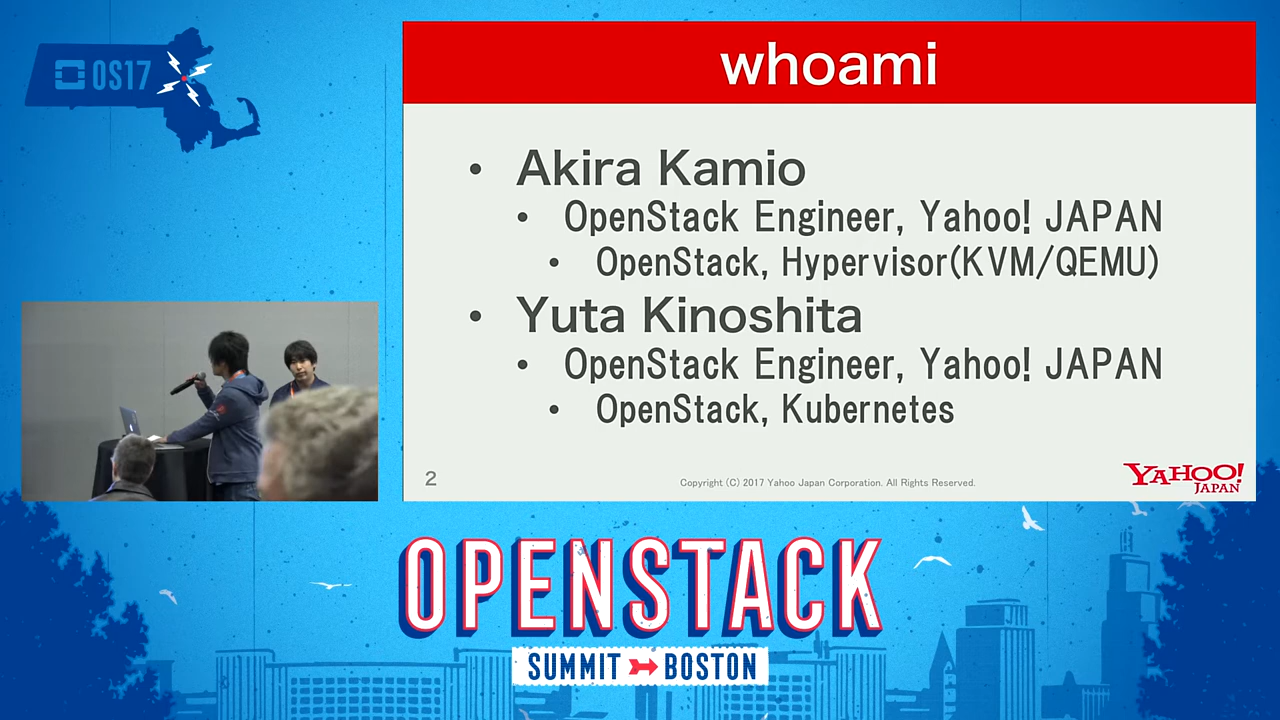 OS17
whoami
• Akira Kamio
• OpenStack Engineer, Yahoo! JAPAN
• OpenStack, Hypervisor(KVM/QEMU)
• Yuta Kinoshita
• OpenStack Engineer, Yahoo! JAPAN
• OpenStack, Kubernetes
2
Copyright (C) 2017 Yahoo Japan Corporation. All Rights Reserved.
YAHOO!
JAPAN
OPENSTACK
SUMMIT BOSTON